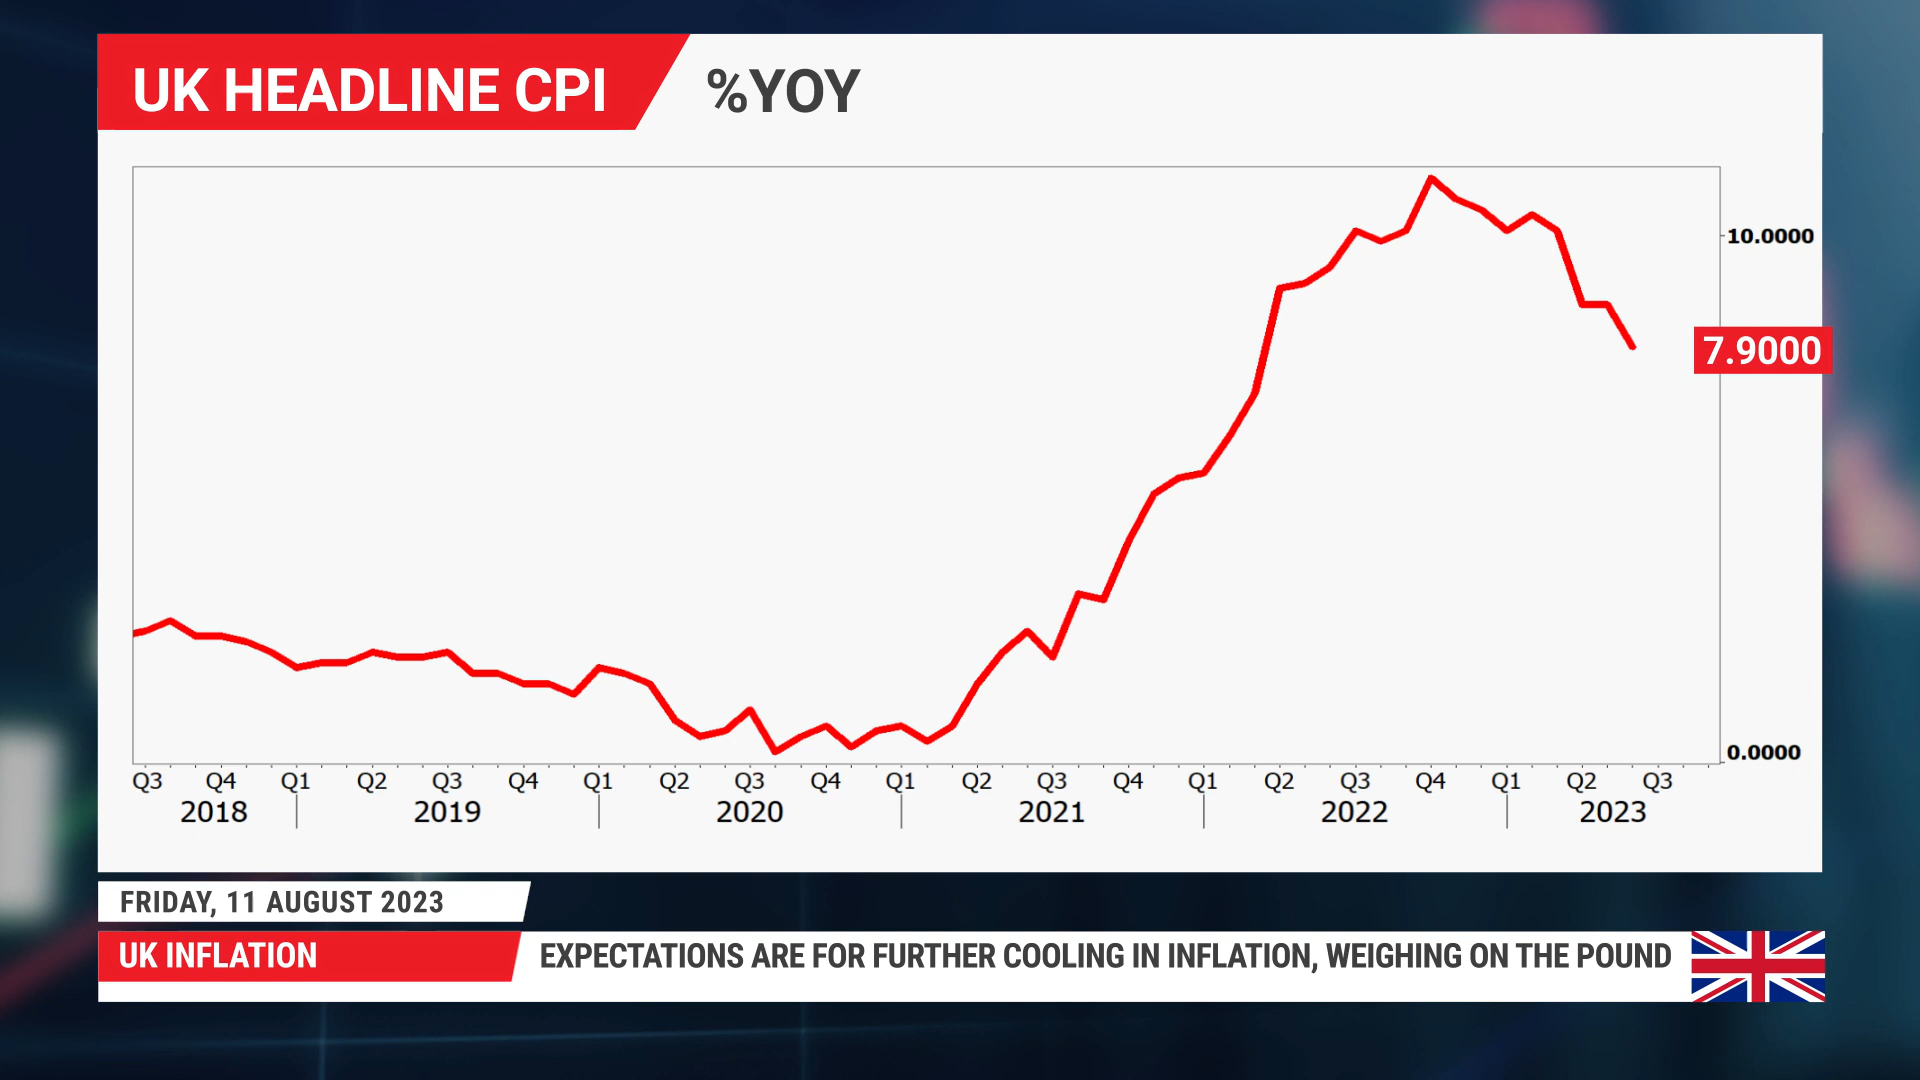 UK HEADLINE CPI %YOY
10.0000
7.9000
0.0000
Q3 Q4 Q1 Q2 Q3 Q4 Q1 Q2 Q3 Q4 Q1 Q2 Q3 Q4 Q1 Q2 Q3 Q4 Q1 Q2 Q3
2018 2019 2020 2021 2022 2023
FRIDAY, 11 AUGUST 2023
UK INFLATION EXPECTATIONS ARE FOR FURTHER COOLING IN INFLATION, WEIGHING ON THE POUND